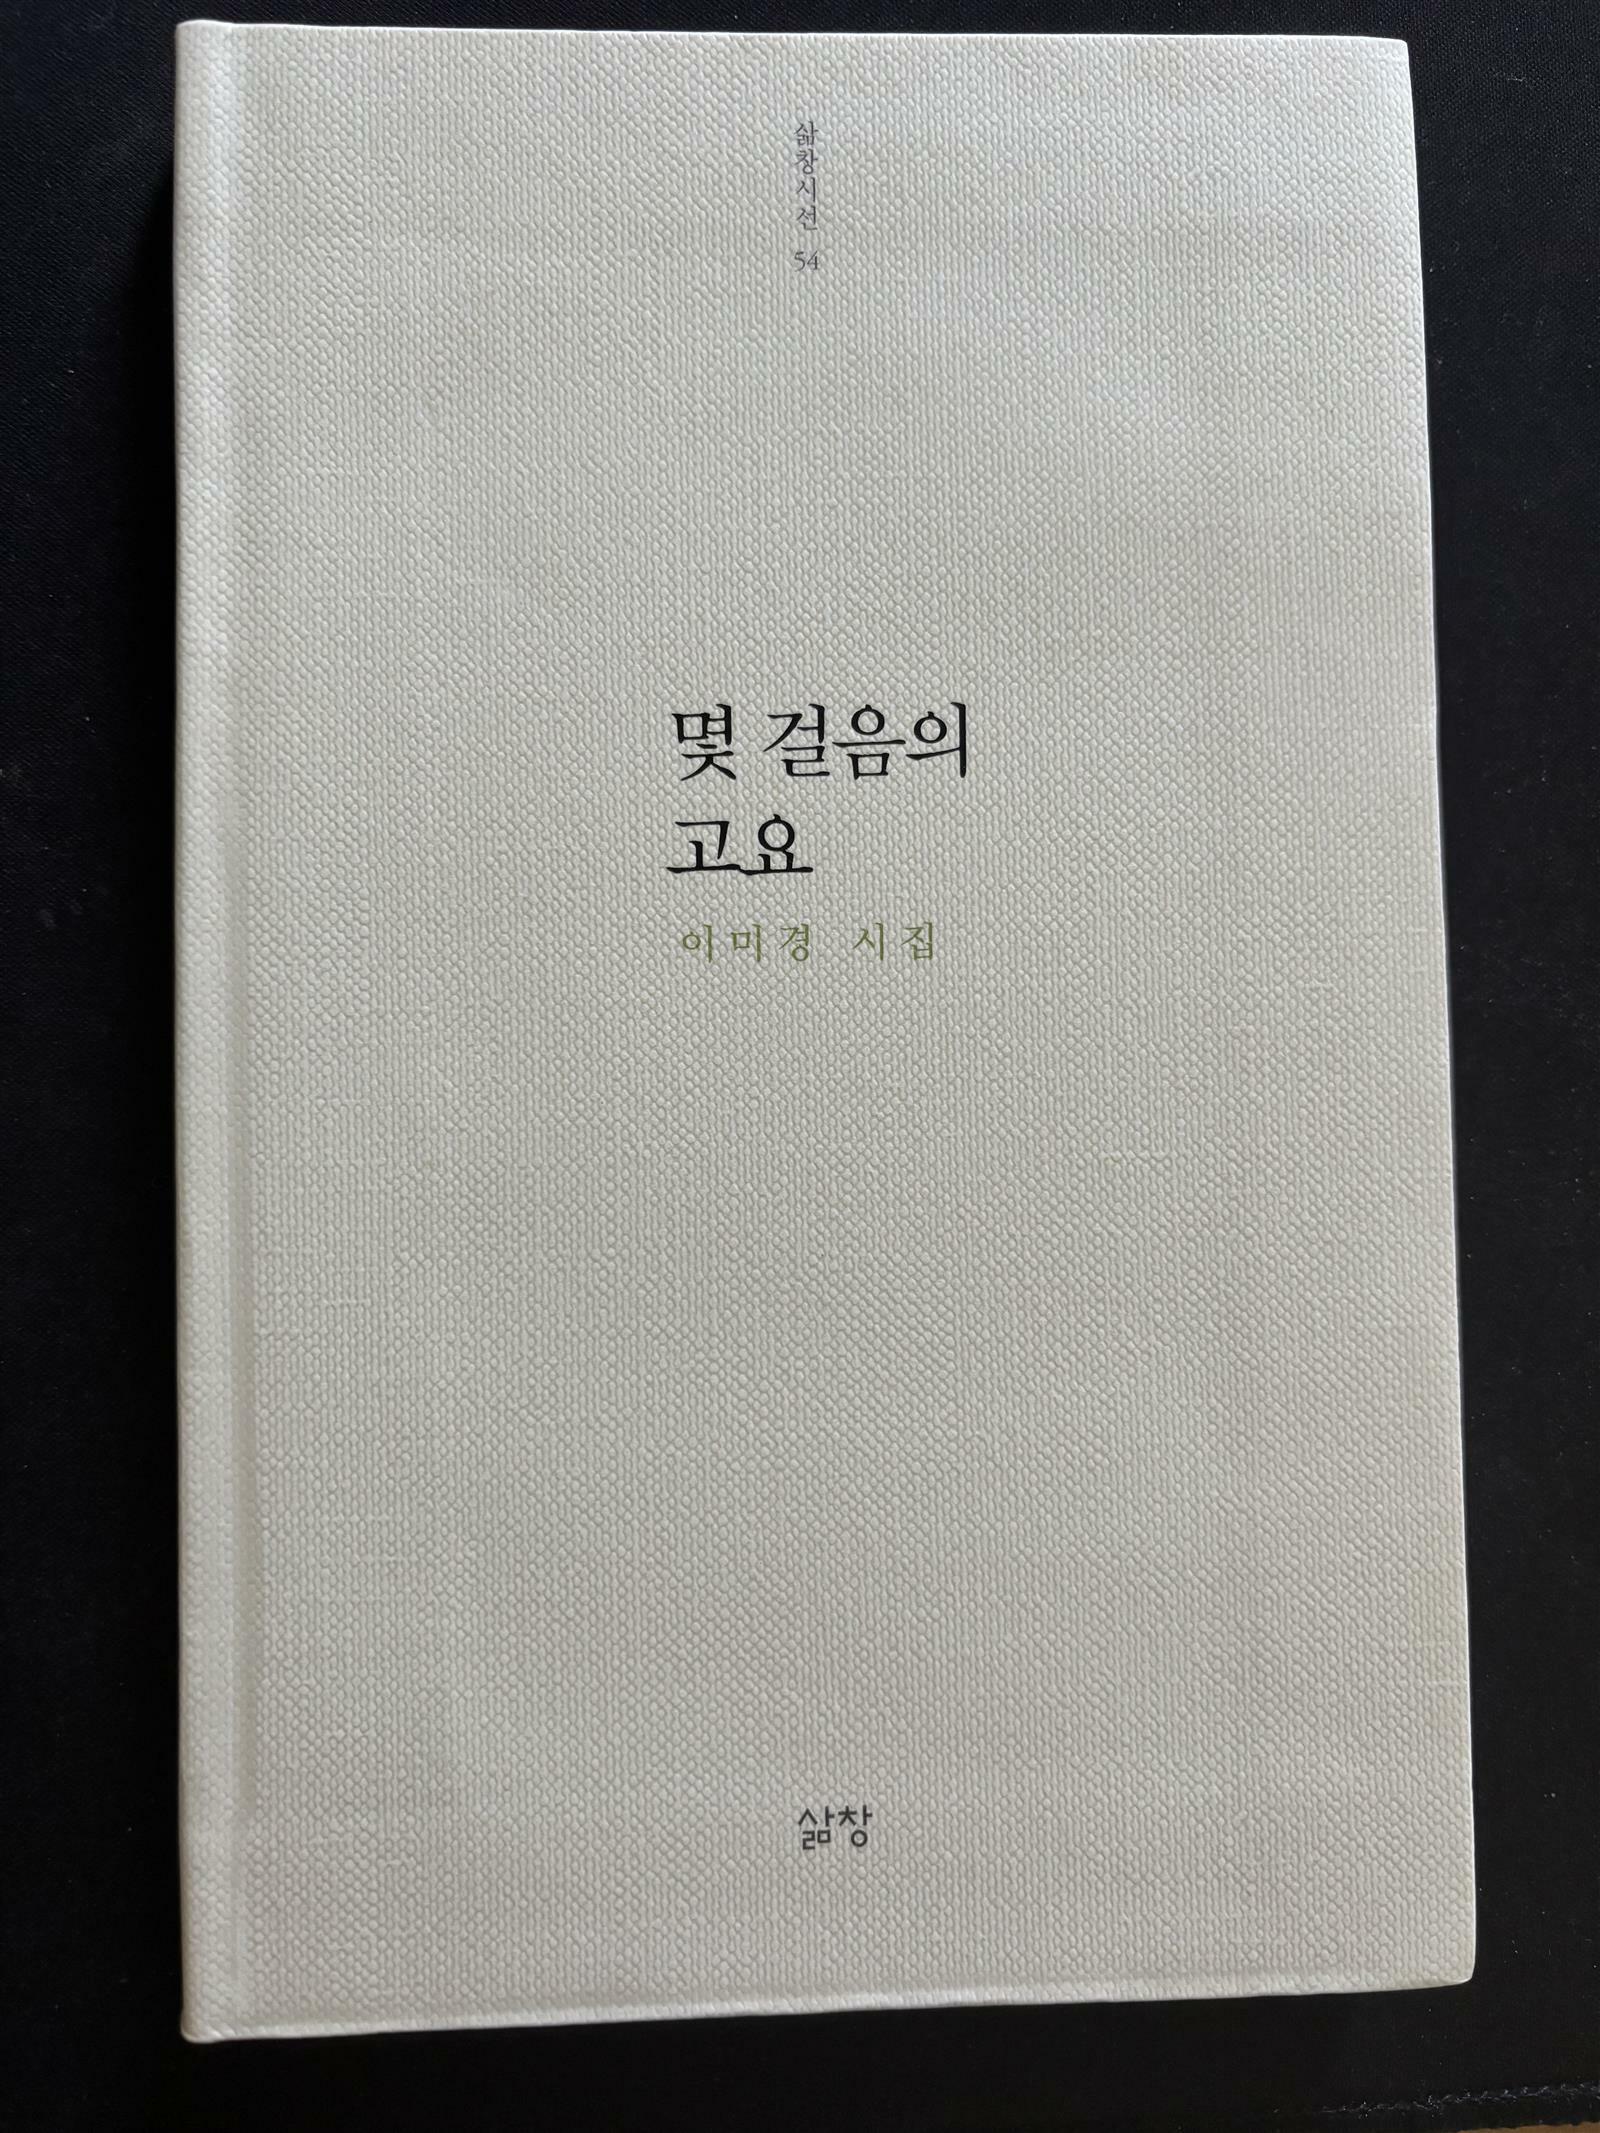 삶창시선 54
몇 걸음의
고요
이미경 시집
삶창